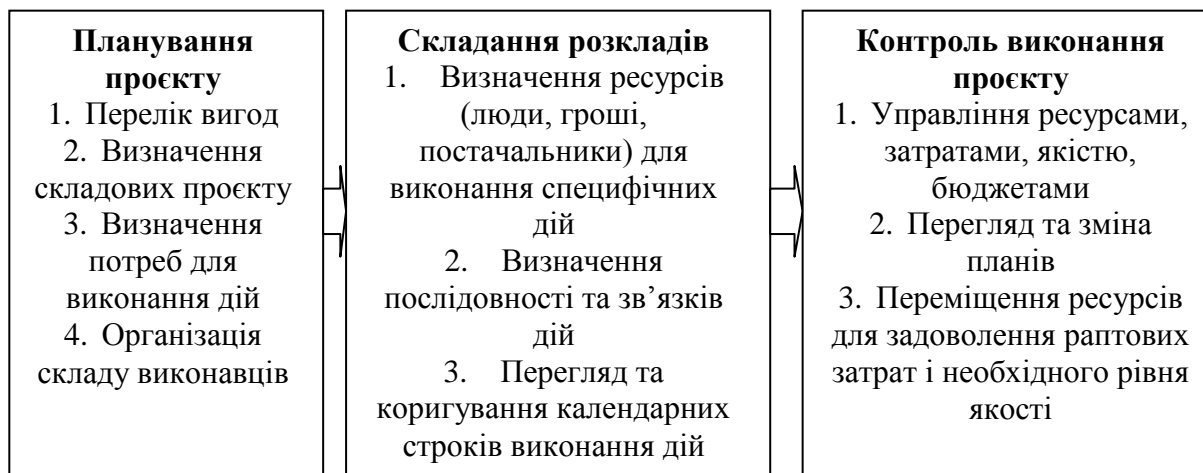 Планування
проєкту
1. Перелік вигод
2. Визначення
складових проєкту
3. Визначення
потреб для
виконання дій
4. Організація
складу виконавців
Складання розкладів
1. Визначення ресурсів
(люди, гроші,
постачальники) для
виконання специфічних
дій
2. Визначення
послідовності та зв’язків
дій
3. Перегляд та
коригування календарних
строків виконання дій
Контроль виконання
проєкту
1. Управління ресурсами,
затратами, якістю,
бюджетами
2. Перегляд та зміна
планів
3. Переміщення ресурсів
для задоволення раптових
затрат і необхідного рівня
якості